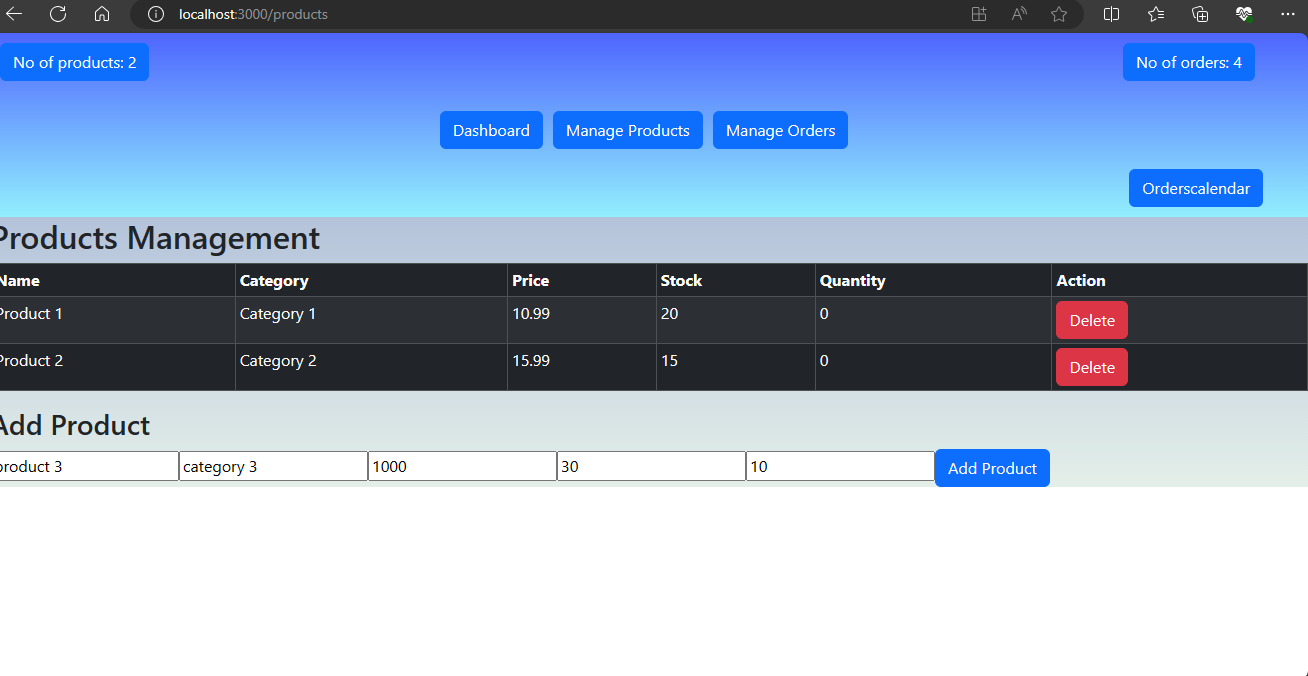 localhost:3000/products
No of products: 2 No of orders: 4
Dashboard Manage Products Manage Orders
Orderscalendar
Products Management
Name Category Price Stock Quantity Action
Product 1 Category 1 10.99 20 0 Delete
Product 2 Category 2 15.99 15 0 Delete
Add Product
product 3 category 3 1000 30 10 Add Product